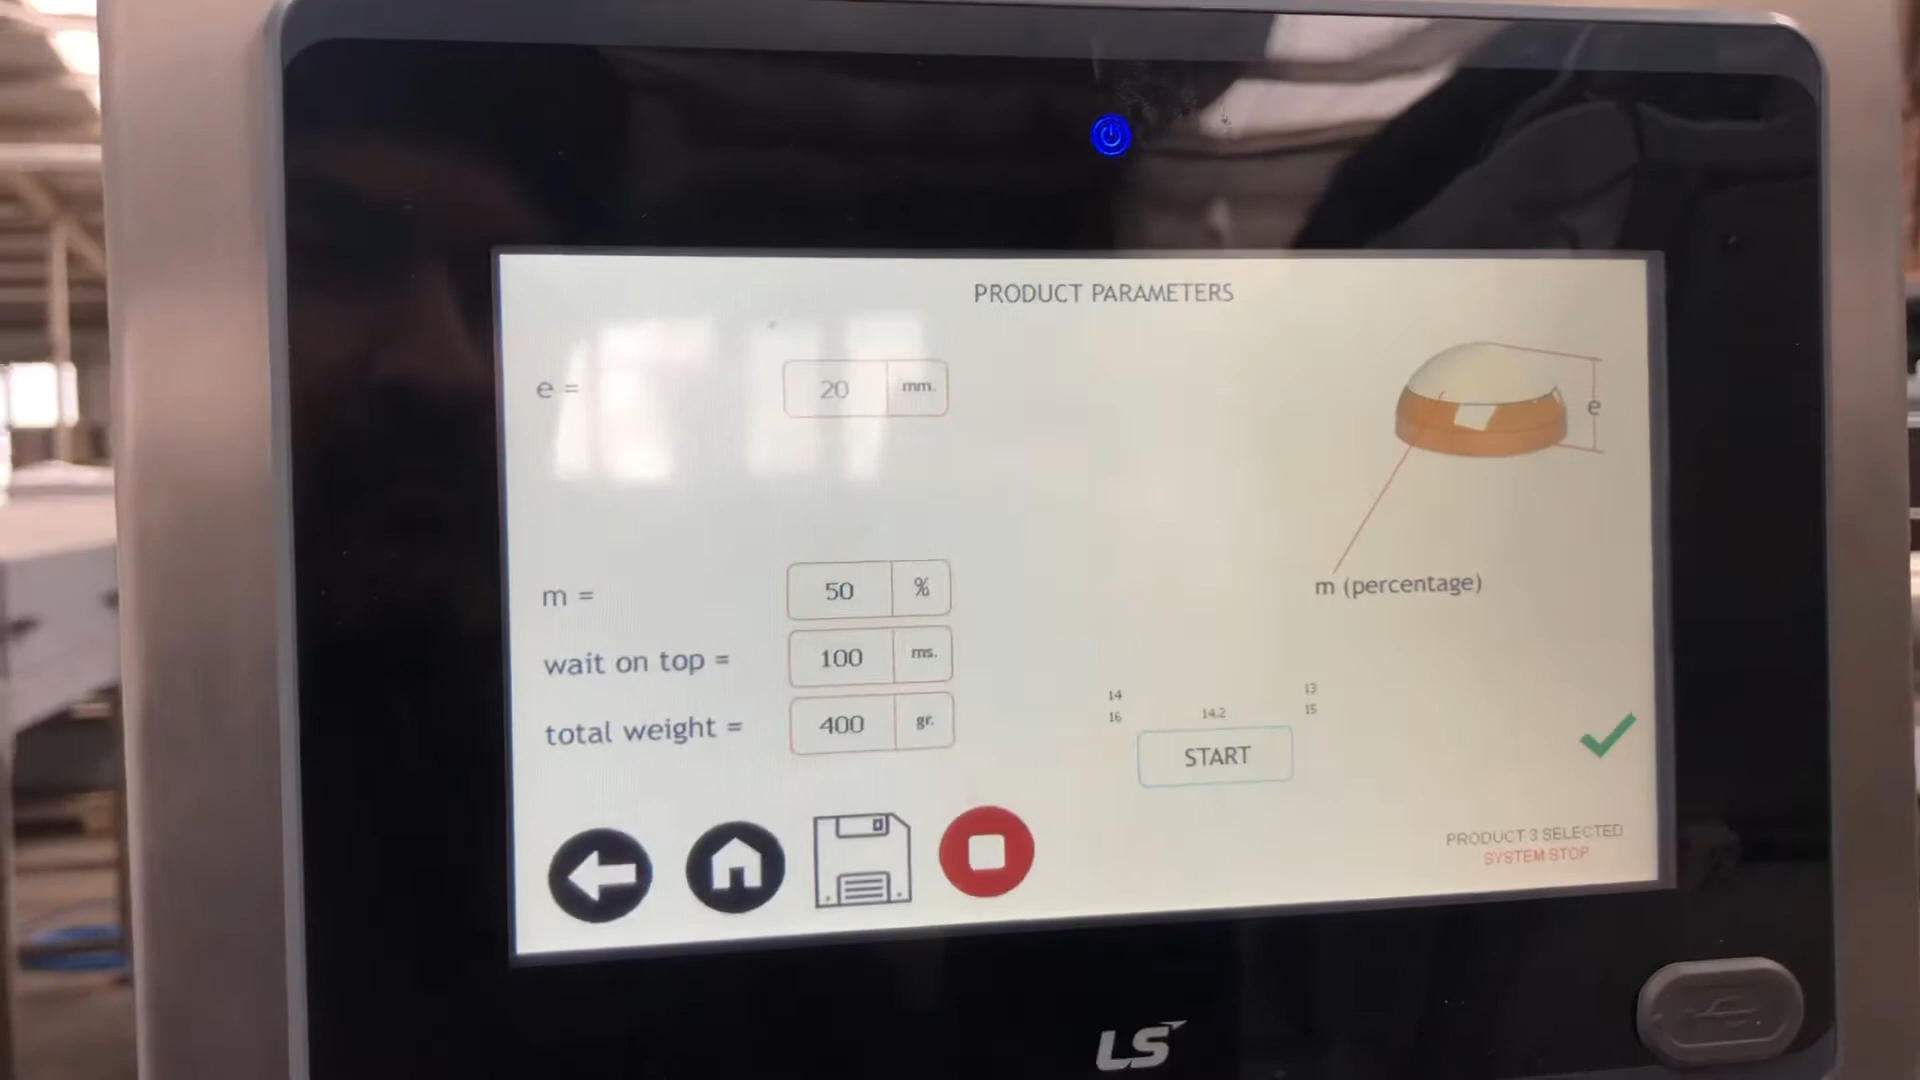 PRODUCT PARAMETERS
e = 20 mm.
e
m = 50 %
m (percentage)
wait on top = 100 ms.
total weight = 400 gr.
14 13
16 14.2 15
START
PRODUCT 3 SELECTED
SYSTEM STOP
LS